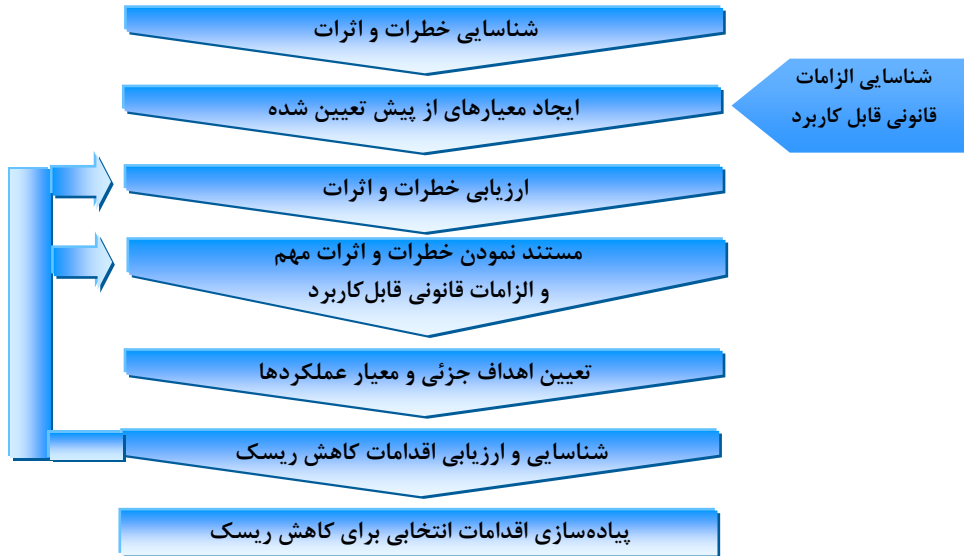 شناسایی خطرات و اثرات
شناسایی الزامات
قانونی قابل کاربرد
ایجاد معیارهای از پیش تعیین شده
ارزیابی خطرات و اثرات
مستند نمودن خطرات و اثرات مهم
و الزامات قانونی قابل‌کاربرد
تعیین اهداف جزئی و معیار عملکردها
شناسایی و ارزیابی اقدامات کاهش ریسک
پیاده‌سازی اقدامات انتخابی برای کاهش ریسک